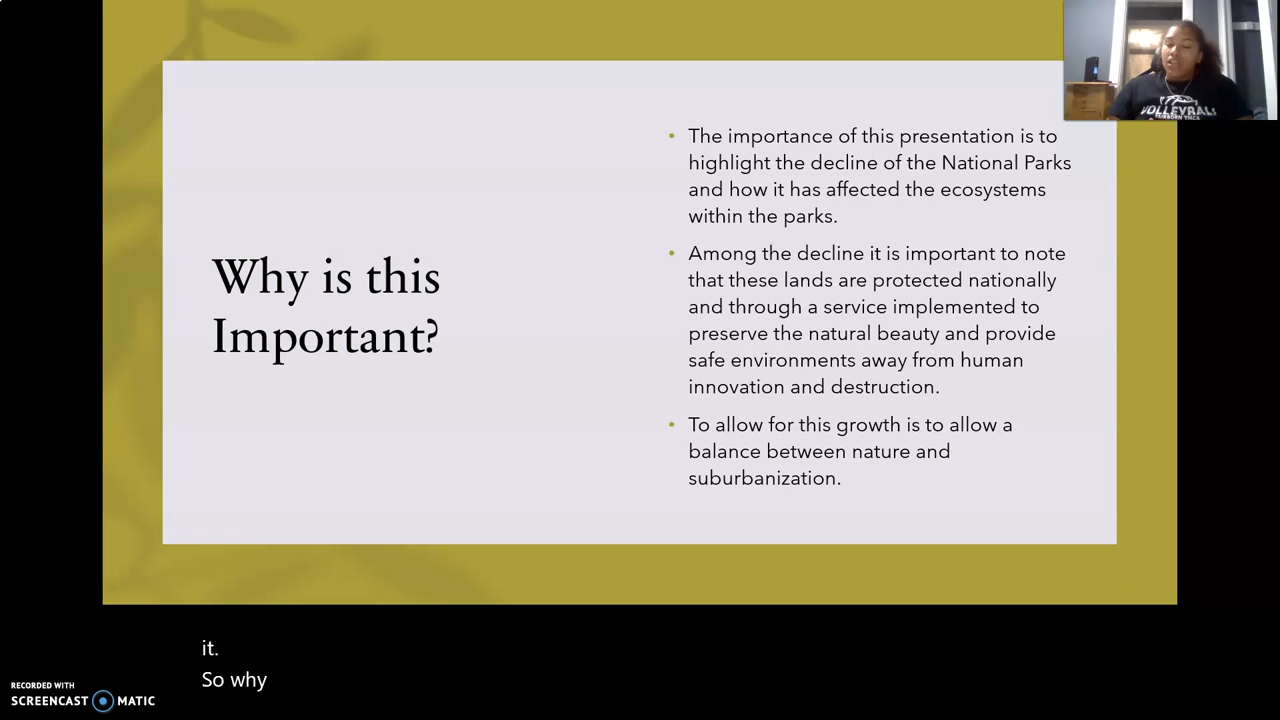 Why is this
Important?
• The importance of this presentation is to
highlight the decline of the National Parks
and how it has affected the ecosystems
within the parks.
• Among the decline it is important to note
that these lands are protected nationally
and through a service implemented to
preserve the natural beauty and provide
safe environments away from human
innovation and destruction.
• To allow for this growth is to allow a
balance between nature and
suburbanization.
VOLLEYBALL
FAIRBORN YMCA
it.
So why
RECORDED WITH
SCREENCAST MATIC